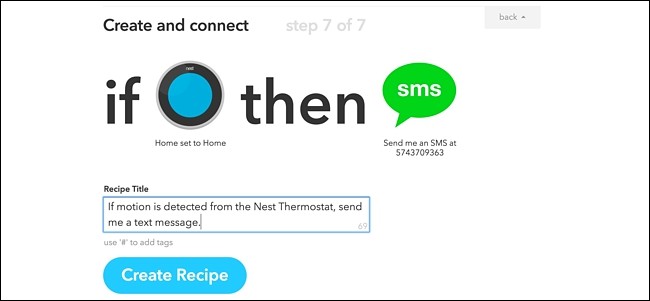 Create and connect
step 7 of 7
back
if
nest
then
sms
Home set to Home
Send me an SMS at
5743709363
Recipe Title
If motion is detected from the Nest Thermostat, send
me a text message.
69
use '#' to add tags
Create Recipe